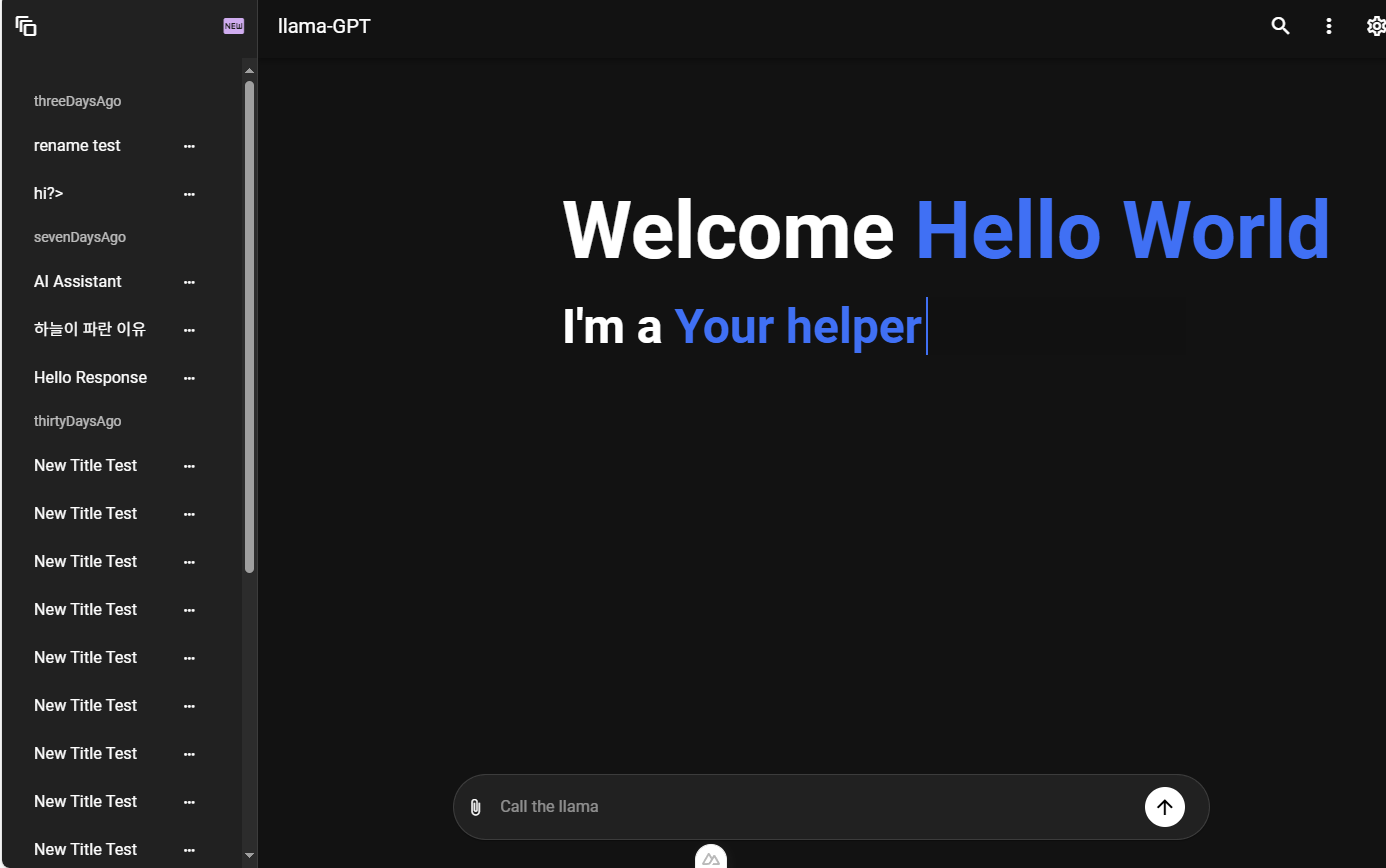 NEW
llama-GPT
threeDaysAgo
rename test
hi?>
sevenDaysAgo
AI Assistant
하늘이 파란 이유
Hello Response
thirtyDaysAgo
New Title Test
New Title Test
New Title Test
New Title Test
New Title Test
New Title Test
New Title Test
New Title Test
New Title Test
Welcome Hello World
I'm a Your helper
Call the llama